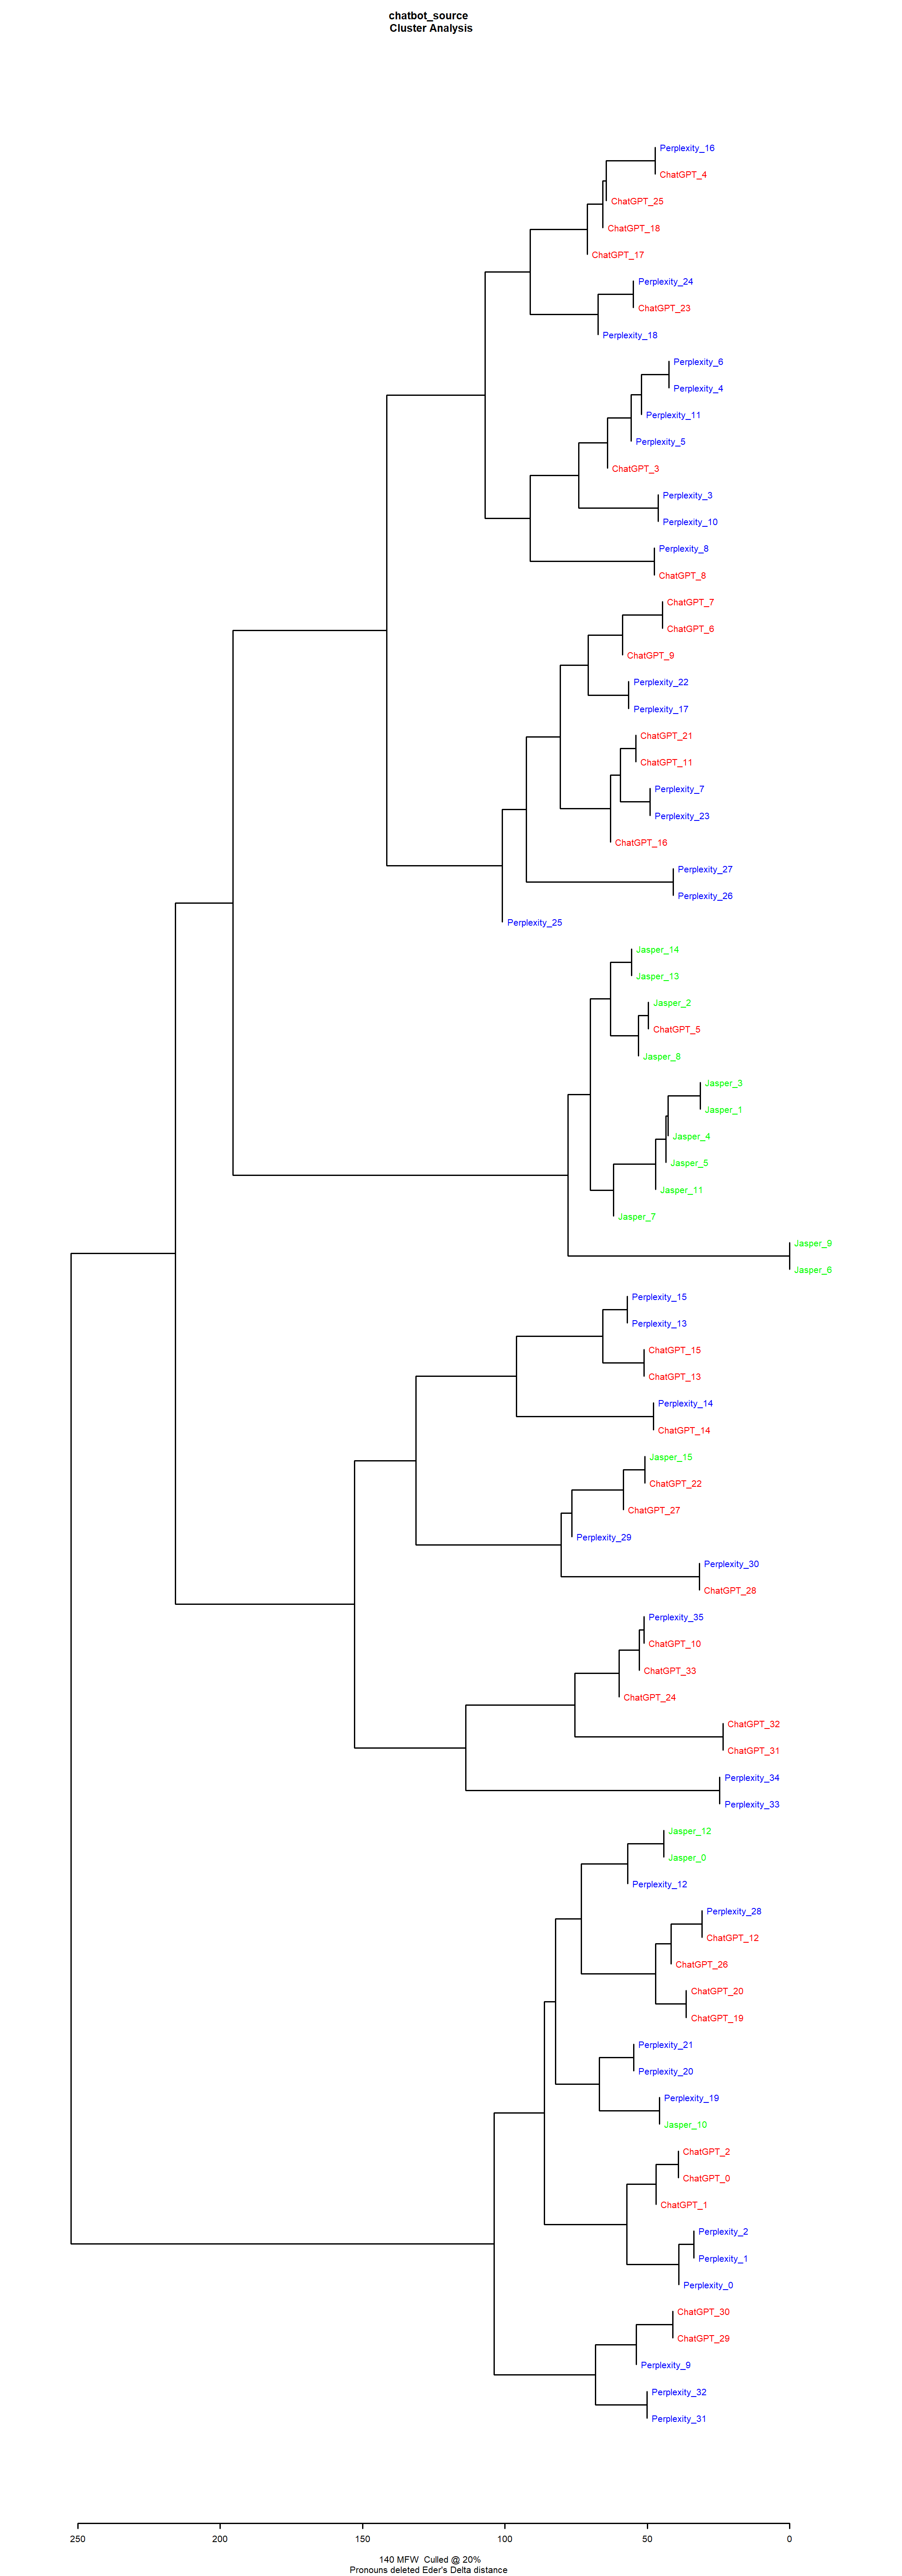 chatbot_source
Cluster Analysis
Perplexity_16
ChatGPT_4
ChatGPT_25
ChatGPT_18
ChatGPT_17
Perplexity_24
ChatGPT_23
Perplexity_18
Perplexity_6
Perplexity_4
Perplexity_11
Perplexity_5
ChatGPT_3
Perplexity_3
Perplexity_10
Perplexity_8
ChatGPT_8
ChatGPT_7
ChatGPT_6
ChatGPT_9
Perplexity_22
Perplexity_17
ChatGPT_21
ChatGPT_11
Perplexity_7
Perplexity_23
ChatGPT_16
Perplexity_27
Perplexity_26
Perplexity_25
Jasper_14
Jasper_13
Jasper_2
ChatGPT_5
Jasper_8
Jasper_3
Jasper_1
Jasper_4
Jasper_5
Jasper_11
Jasper_7
Jasper_9
Jasper_6
Perplexity_15
Perplexity_13
ChatGPT_15
ChatGPT_13
Perplexity_14
ChatGPT_14
Jasper_15
ChatGPT_22
ChatGPT_27
Perplexity_29
Perplexity_30
ChatGPT_28
Perplexity_35
ChatGPT_10
ChatGPT_33
ChatGPT_24
ChatGPT_32
ChatGPT_31
Perplexity_34
Perplexity_33
Jasper_12
Jasper_0
Perplexity_12
Perplexity_28
ChatGPT_12
ChatGPT_26
ChatGPT_20
ChatGPT_19
Perplexity_21
Perplexity_20
Perplexity_19
Jasper_10
ChatGPT_2
ChatGPT_0
ChatGPT_1
Perplexity_2
Perplexity_1
Perplexity_0
ChatGPT_30
ChatGPT_29
Perplexity_9
Perplexity_32
Perplexity_31
250 200 150 100 50 0
140 MFW Culled @ 20%
Pronouns deleted Eder's Delta distance